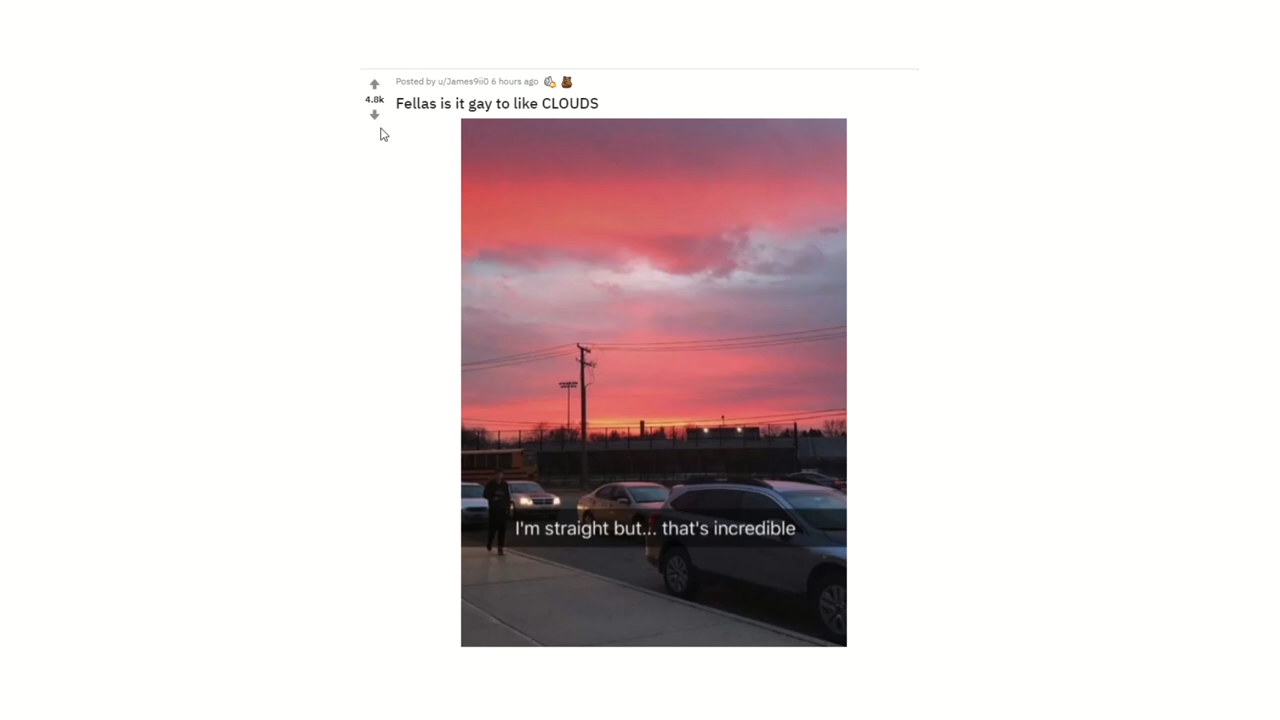 Posted by u/James9ii0 6 hours ago
4.8k
Fellas is it gay to like CLOUDS
I'm straight but... that's incredible